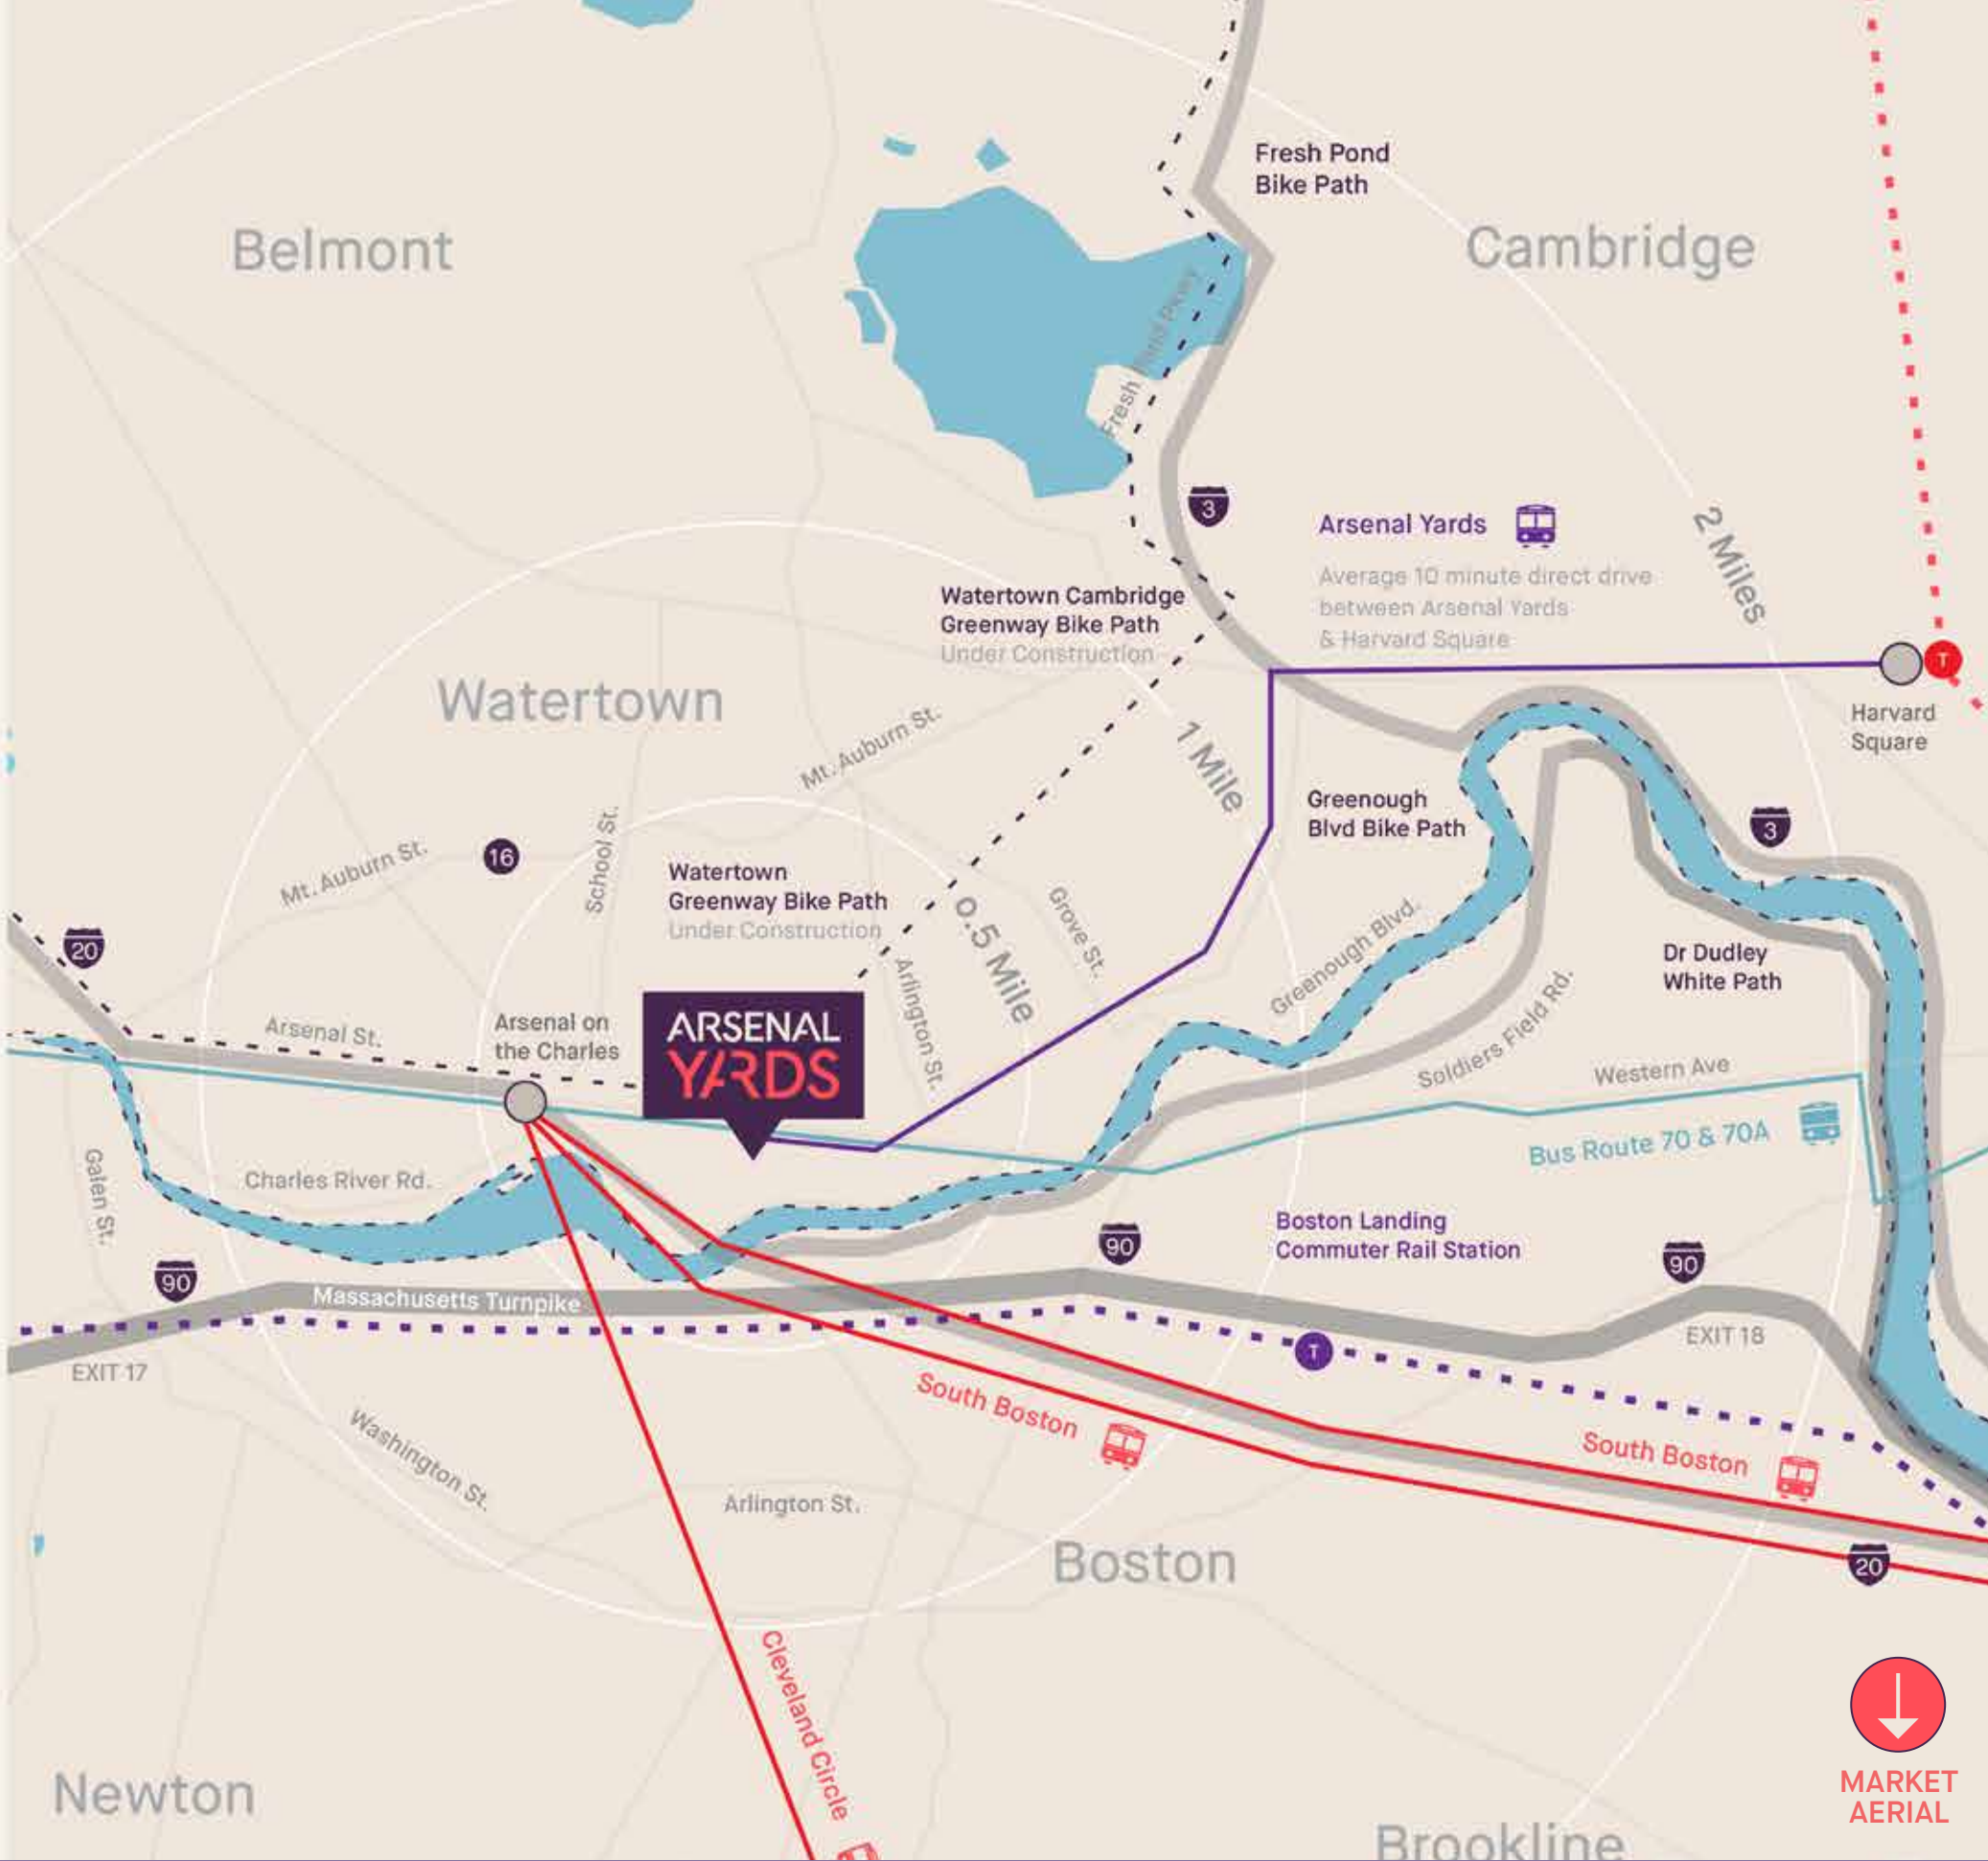 Fresh Pond
Bike Path
Belmont
Cambridge
Fresh Pond Pkwy
3
Arsenal Yards
2 Miles
Average 10 minute direct drive
between Arsenal Yards
& Harvard Square
Watertown Cambridge
Greenway Bike Path
Under Construction
T
Watertown
Mt. Auburn St.
1 Mile
Harvard
Square
Greenough
Blvd Bike Path
3
School St.
Mt. Auburn St.
16
Watertown
Greenway Bike Path
Under Construction
0.5 Mile
Grove St.
Greenough Blvd.
20
Dr Dudley
White Path
Arlington St.
Arsenal St.
Arsenal on
the Charles
ARSENAL
YARDS
Soldiers Field Rd.
Western Ave
Bus Route 70 & 70A
Galen St.
Charles River Rd.
Boston Landing
Commuter Rail Station
90
90
90
Massachusetts Turnpike
EXIT 18
T
EXIT 17
South Boston
South Boston
Washington St.
Arlington St.
Boston
20
Cleveland Circle
Newton
MARKET
AERIAL
Brookline